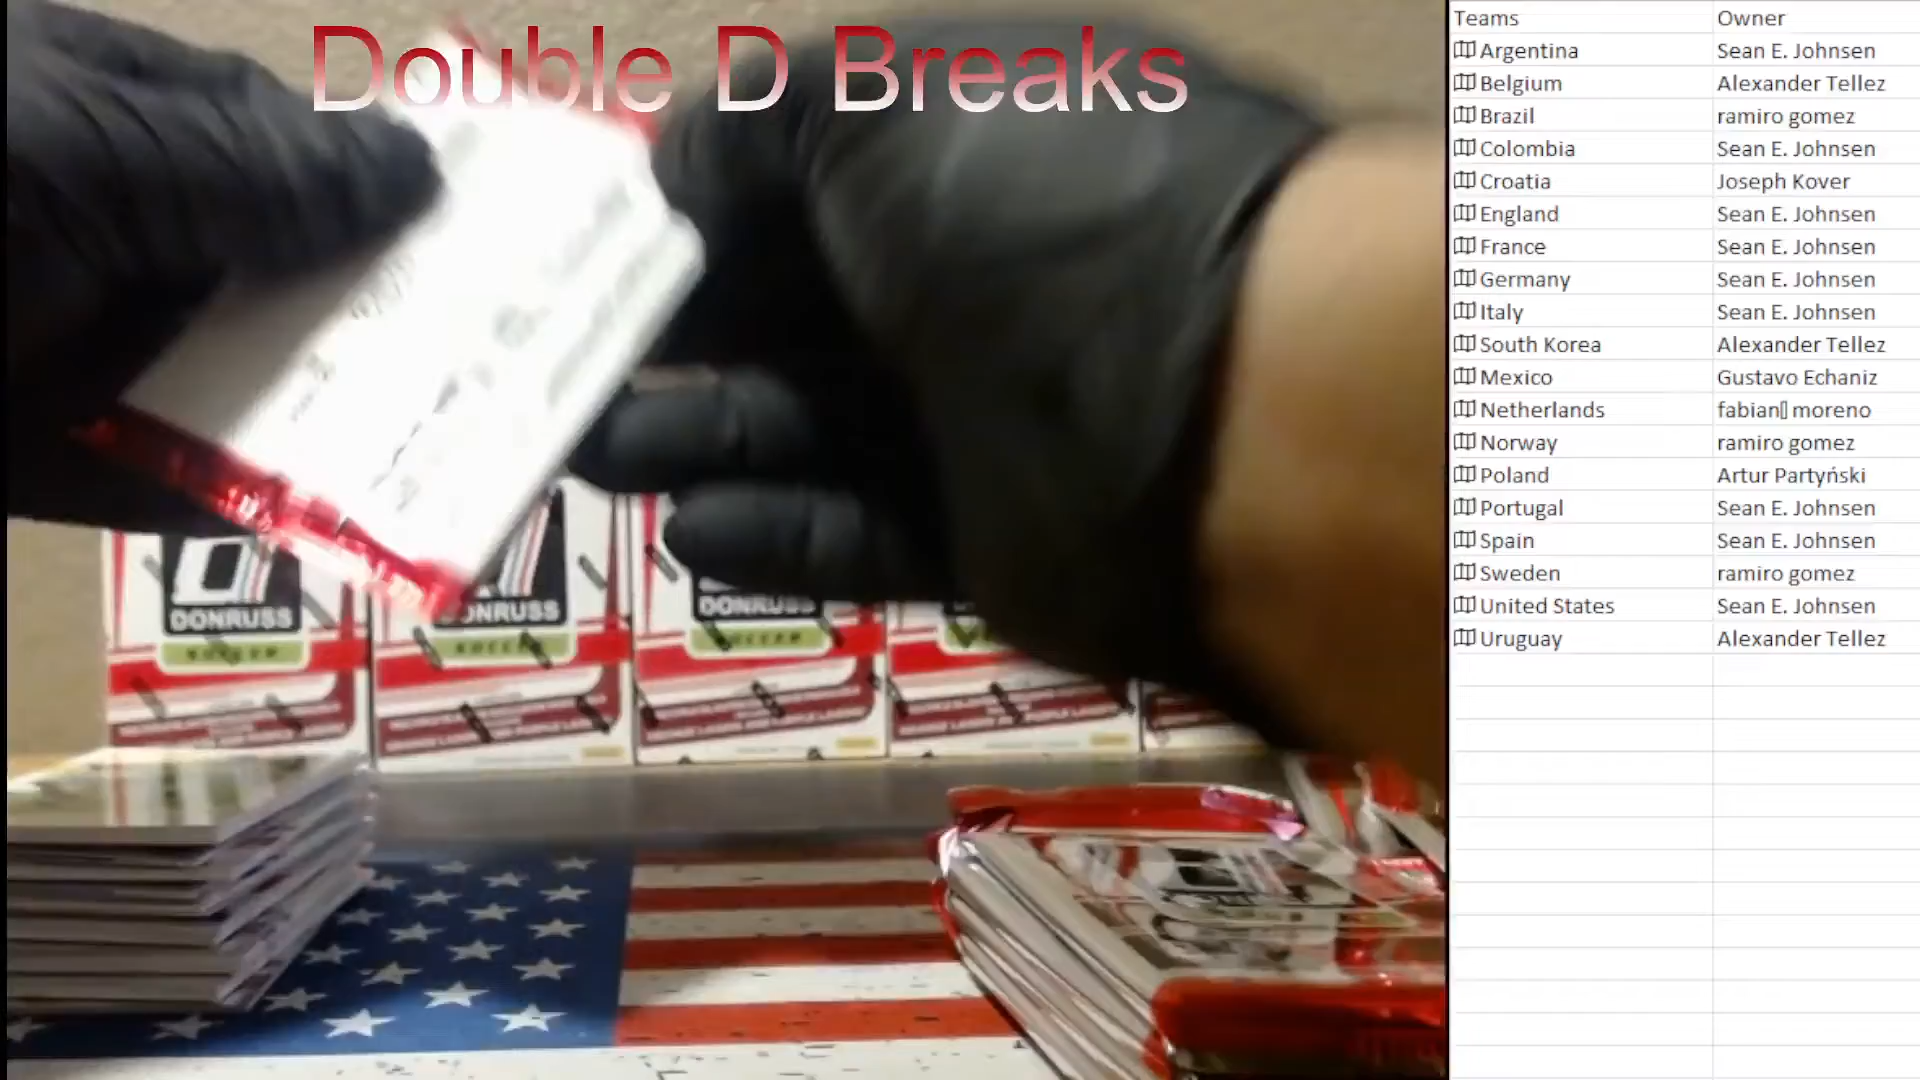 Double D Breaks
Teams Owner
Argentina Sean E. Johnsen
Belgium Alexander Tellez
Brazil ramiro gomez
Colombia Sean E. Johnsen
Croatia Joseph Kover
England Sean E. Johnsen
France Sean E. Johnsen
Germany Sean E. Johnsen
Italy Sean E. Johnsen
South Korea Alexander Tellez
Mexico Gustavo Echaniz
Netherlands fabian▯ moreno
Norway ramiro gomez
Poland Artur Partyński
Portugal Sean E. Johnsen
Spain Sean E. Johnsen
Sweden ramiro gomez
United States Sean E. Johnsen
Uruguay Alexander Tellez
DONRUSS
SOCCER
DONRUSS
SOCCER
DONRUSS
SOCCER